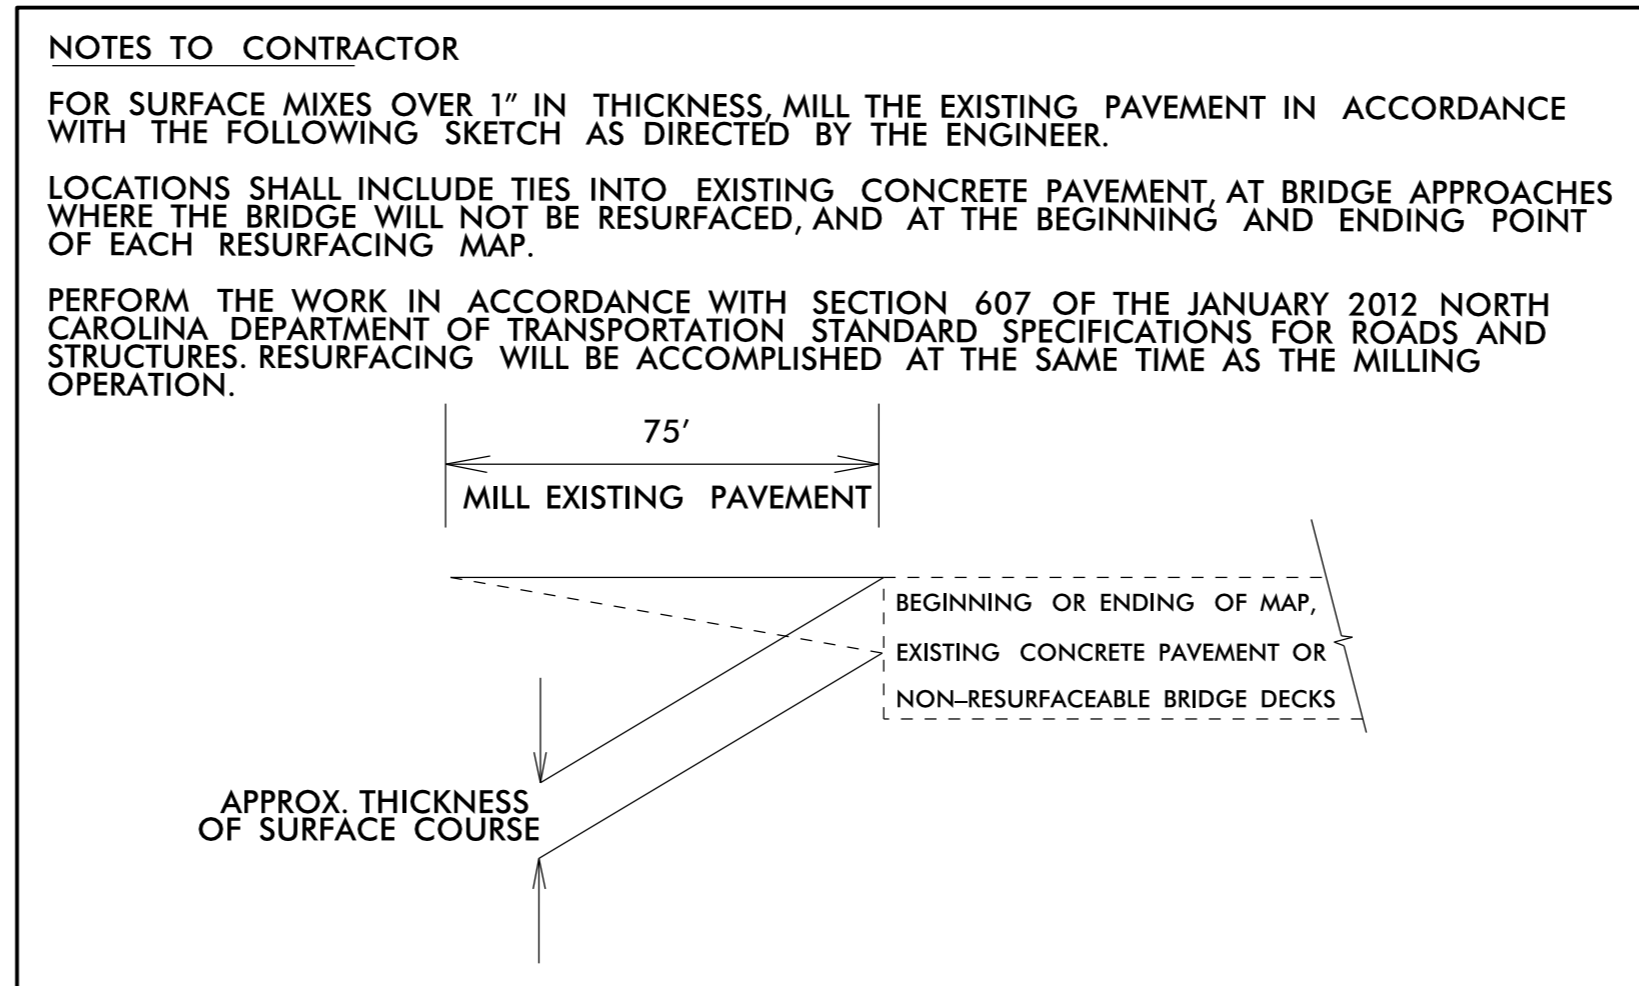 NOTES TO CONTRACTOR
FOR SURFACE MIXES OVER 1" IN THICKNESS, MILL THE EXISTING PAVEMENT IN ACCORDANCE
WITH THE FOLLOWING SKETCH AS DIRECTED BY THE ENGINEER.
LOCATIONS SHALL INCLUDE TIES INTO EXISTING CONCRETE PAVEMENT, AT BRIDGE APPROACHES
WHERE THE BRIDGE WILL NOT BE RESURFACED, AND AT THE BEGINNING AND ENDING POINT
OF EACH RESURFACING MAP.
PERFORM THE WORK IN ACCORDANCE WITH SECTION 607 OF THE JANUARY 2012 NORTH
CAROLINA DEPARTMENT OF TRANSPORTATION STANDARD SPECIFICATIONS FOR ROADS AND
STRUCTURES. RESURFACING WILL BE ACCOMPLISHED AT THE SAME TIME AS THE MILLING
OPERATION.
75'
MILL EXISTING PAVEMENT
BEGINNING OR ENDING OF MAP,
EXISTING CONCRETE PAVEMENT OR
NON–RESURFACEABLE BRIDGE DECKS
APPROX. THICKNESS
OF SURFACE COURSE